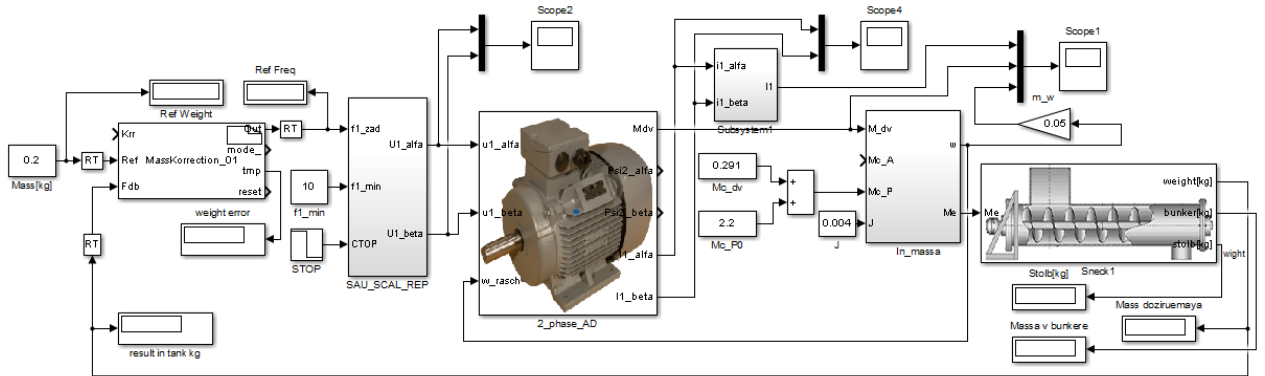 Scope2
Scope4
Scope1
Ref Freq
Ref Weight
Mass[kg]
0.2
RT
Krr
Ref
Fdb
MassKorrection_01
Out
mode_
tmp
reset
RT
RT
weight error
result in tank kg
10
f1_min
STOP
f1_zad
f1_min
CTOP
U1_alfa
U1_beta
SAU_SCAL_REP
u1_alfa
u1_beta
w_rasch
Mdv
Psi2_alfa
Psi2_beta
I1_alfa
I1_beta
2_phase_AD
i1_alfa
i1_beta
I1
Subsystem1
0.291
Mc_dv
2.2
Mc_P0
+
+
0.004
J
M_dv
Mc_A
Mc_P
J
w
Me
In_massa
m_w
0.05
Me
weight[kg]
bunker[kg]
stolb[kg]
Sneck1
wight
Stolb[kg]
Mass doziruemaya
Massa v bunkere